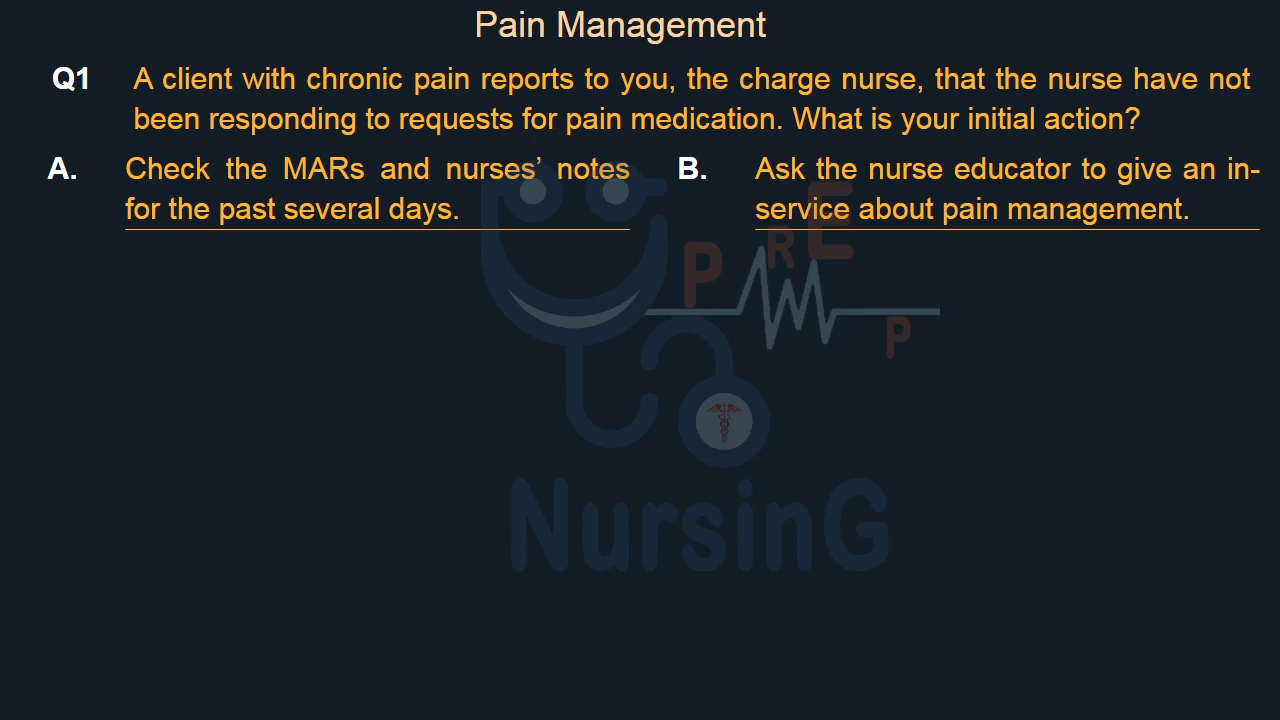 Pain Management
Q1 A client with chronic pain reports to you, the charge nurse, that the nurse have not
been responding to requests for pain medication. What is your initial action?
A. Check the MARs and nurses’ notes
for the past several days.
B. Ask the nurse educator to give an in-
service about pain management.
PREP
NursinG